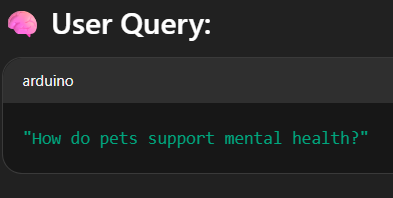 🧠 User Query:
arduino
"How do pets support mental health?"